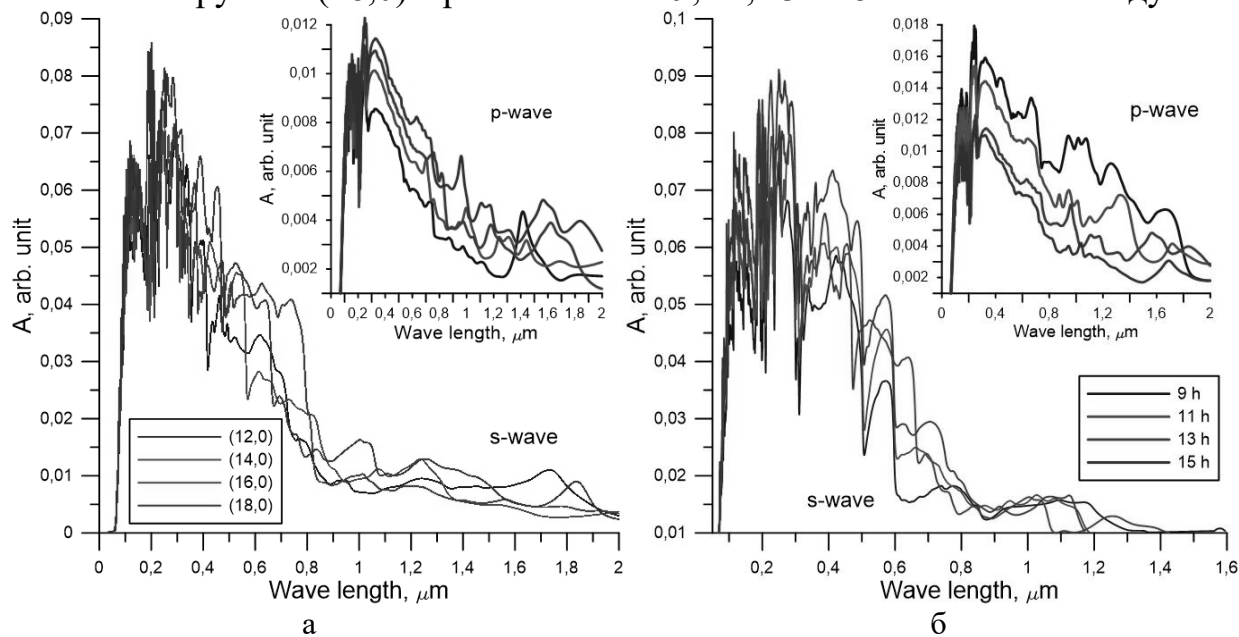 0,09
0,08
0,07
0,06
0,05
0,04
0,03
0,02
0,01
0
A, arb. unit
0 0,2 0,4 0,6 0,8 1 1,2 1,4 1,6 1,8 2
Wave length, μm
s-wave
(12,0)
(14,0)
(16,0)
(18,0)
0,012
0,01
0,008
0,006
0,004
0,002
A, arb. unit
p-wave
0 0,2 0,4 0,6 0,8 1 1,2 1,4 1,6 1,8 2
Wave length, μm
а
0,1
0,09
0,08
0,07
0,06
0,05
0,04
0,03
0,02
0,01
A, arb. unit
0,2 0,4 0,6 0,8 1 1,2 1,4 1,6
Wave length, μm
s-wave
9 h
11 h
13 h
15 h
0,018
0,016
0,014
0,012
0,01
0,008
0,006
0,004
0,002
A, arb. unit
p-wave
0 0,4 0,8 1,2 1,6 2
Wave length, μm
б